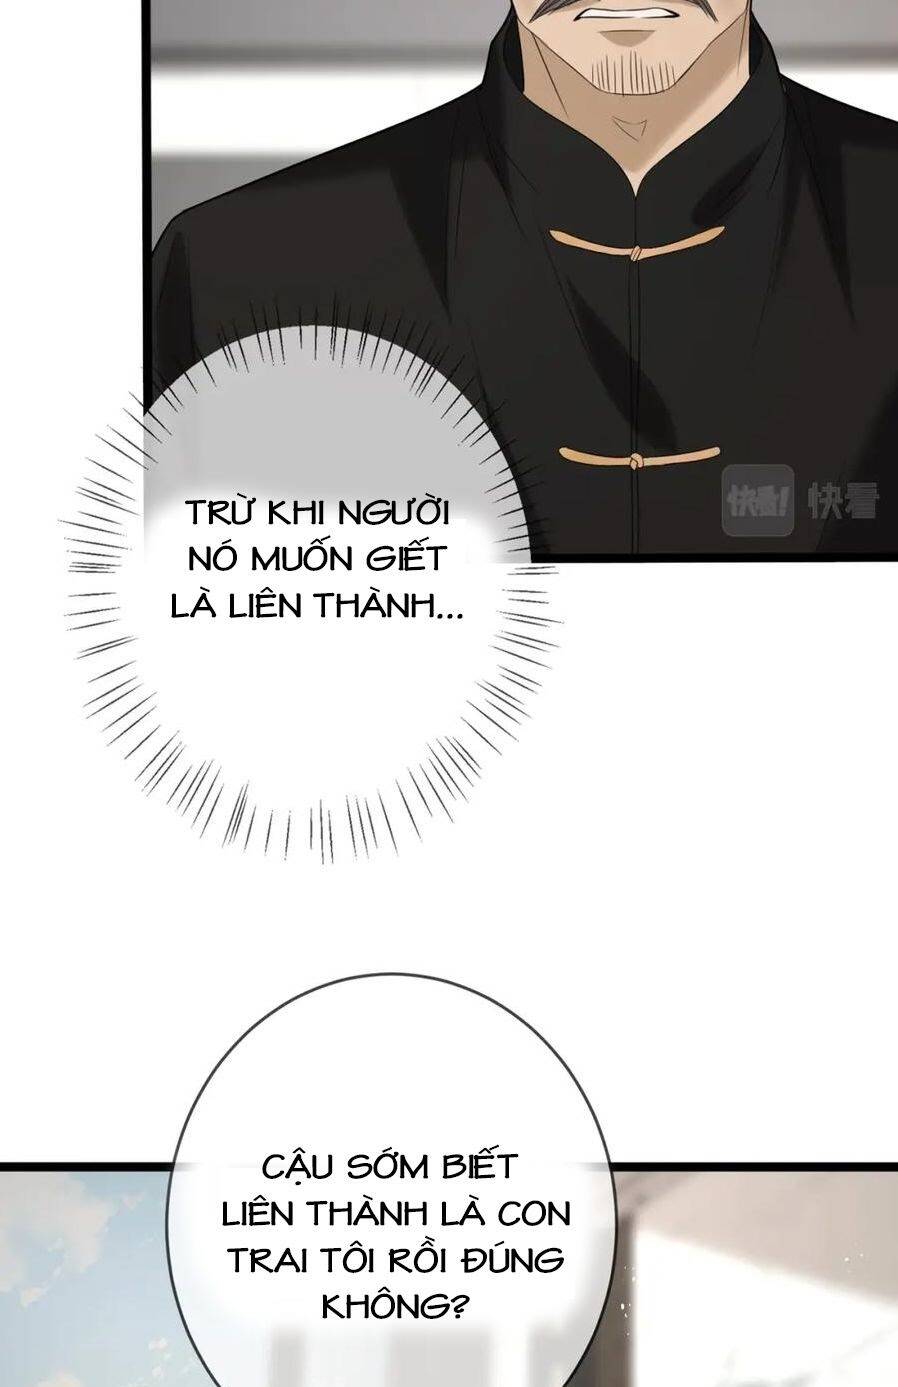 快看! 快看
TRỪ KHI NGƯỜI
NÓ MUỐN GIẾT
LÀ LIÊN THÀNH...
CẬU SỚM BIẾT
LIÊN THÀNH LÀ CON
TRAI TÔI RỒI ĐÚNG
KHÔNG?